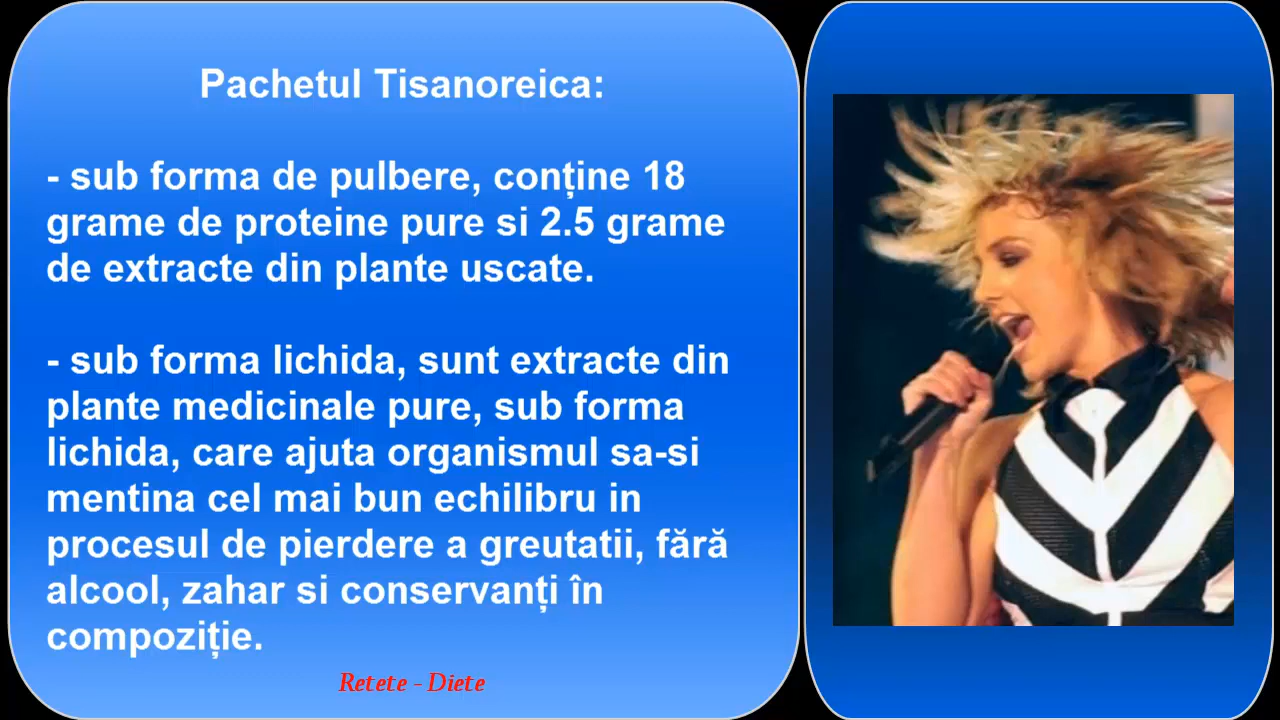 Pachetul Tisanoreica:
- sub forma de pulbere, conține 18
grame de proteine pure si 2.5 grame
de extracte din plante uscate.
- sub forma lichida, sunt extracte din
plante medicinale pure, sub forma
lichida, care ajuta organismul sa-si
mentina cel mai bun echilibru in
procesul de pierdere a greutatii, fără
alcool, zahar si conservanți în
compoziție.
Retete - Diete